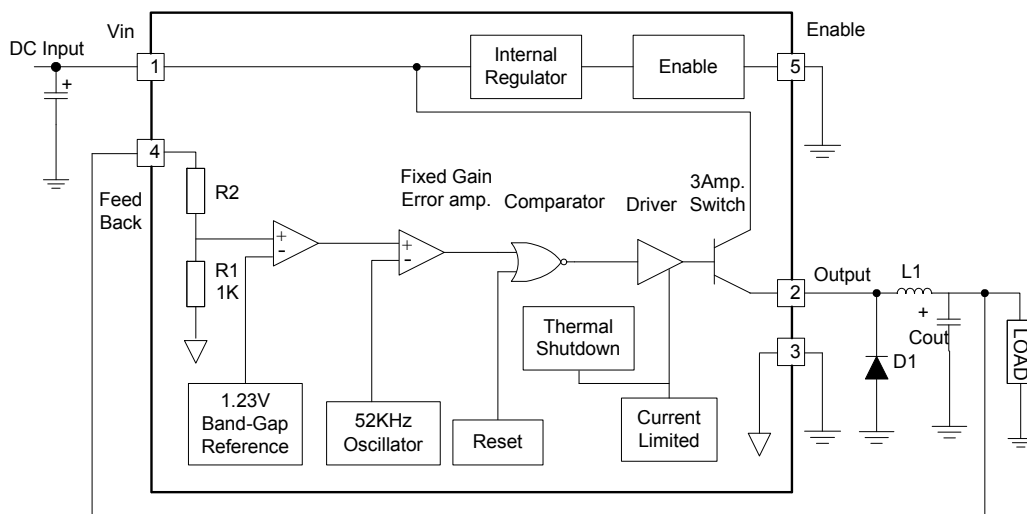 Vin
Enable
DC Input
1
Internal
Regulator
Enable
5
+
4
Feed
Back
R2
Fixed Gain
Error amp.
Comparator
Driver
3Amp.
Switch
+
-
+
-
R1
1K
Output
2
L1
+
Cout
LOAD
D1
3
Thermal
Shutdown
1.23V
Band-Gap
Reference
52KHz
Oscillator
Reset
Current
Limited